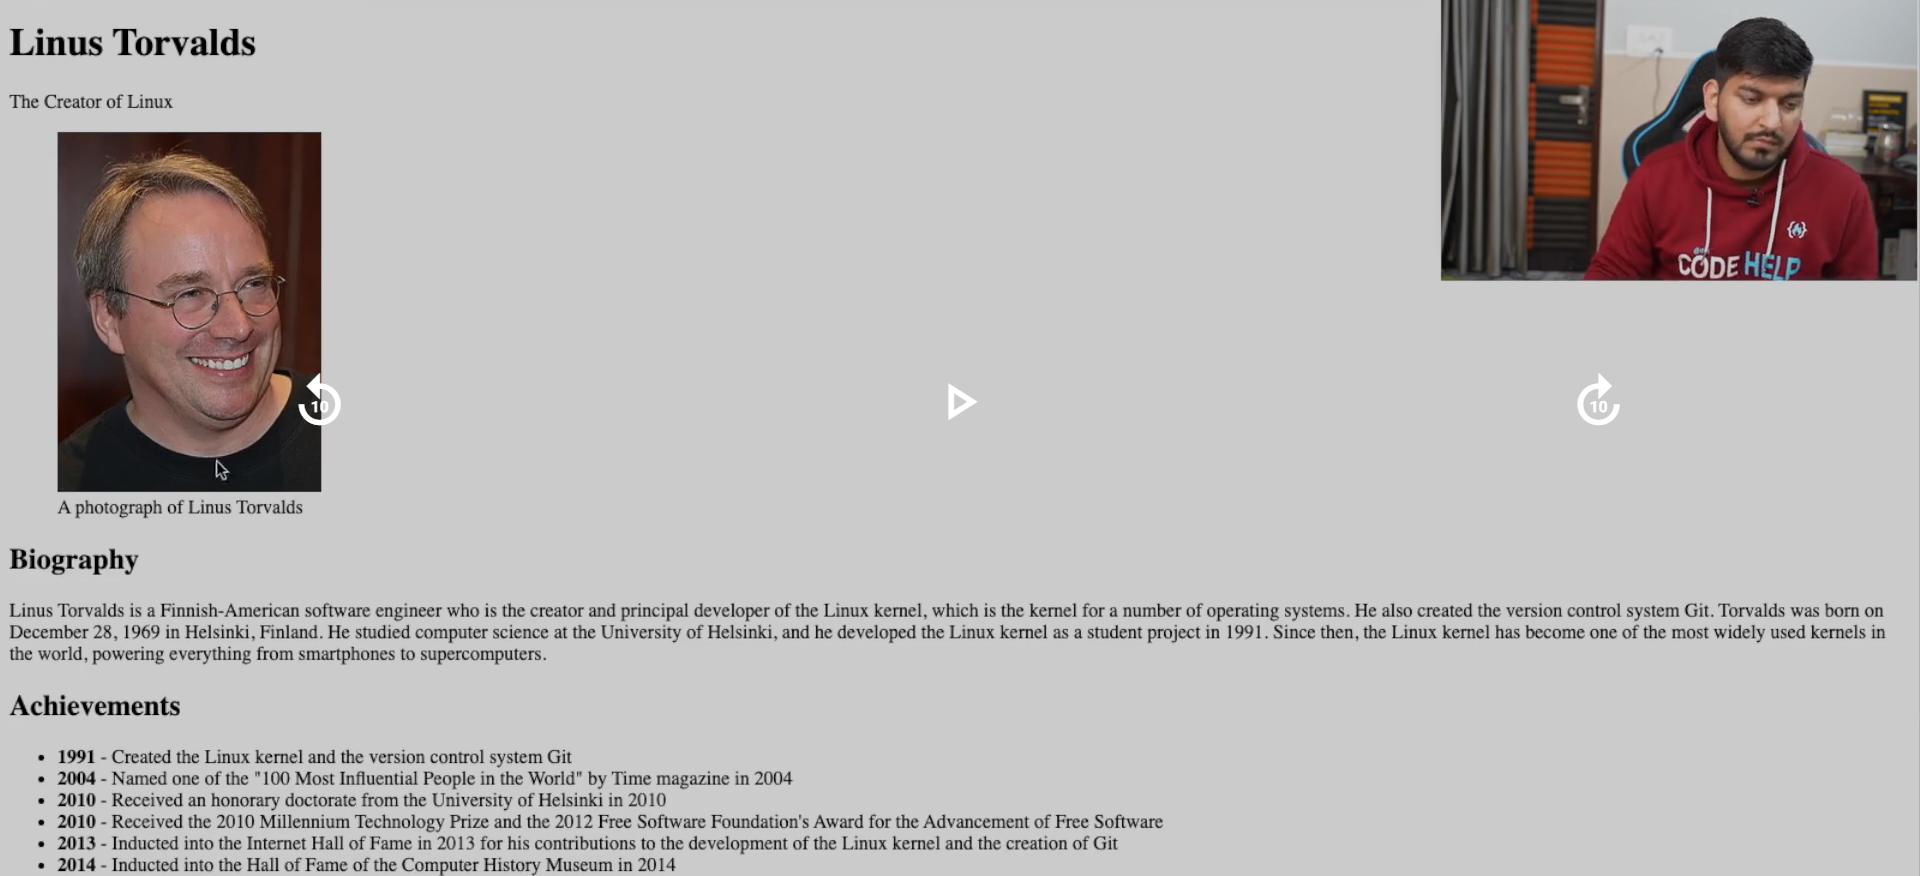 Linus Torvalds
The Creator of Linux
CODE HELP
10
10
A photograph of Linus Torvalds
Biography
Linus Torvalds is a Finnish-American software engineer who is the creator and principal developer of the Linux kernel, which is the kernel for a number of operating systems. He also created the version control system Git. Torvalds was born on
December 28, 1969 in Helsinki, Finland. He studied computer science at the University of Helsinki, and he developed the Linux kernel as a student project in 1991. Since then, the Linux kernel has become one of the most widely used kernels in
the world, powering everything from smartphones to supercomputers.
Achievements
• 1991 - Created the Linux kernel and the version control system Git
• 2004 - Named one of the "100 Most Influential People in the World" by Time magazine in 2004
• 2010 - Received an honorary doctorate from the University of Helsinki in 2010
• 2010 - Received the 2010 Millennium Technology Prize and the 2012 Free Software Foundation's Award for the Advancement of Free Software
• 2013 - Inducted into the Internet Hall of Fame in 2013 for his contributions to the development of the Linux kernel and the creation of Git
• 2014 - Inducted into the Hall of Fame of the Computer History Museum in 2014